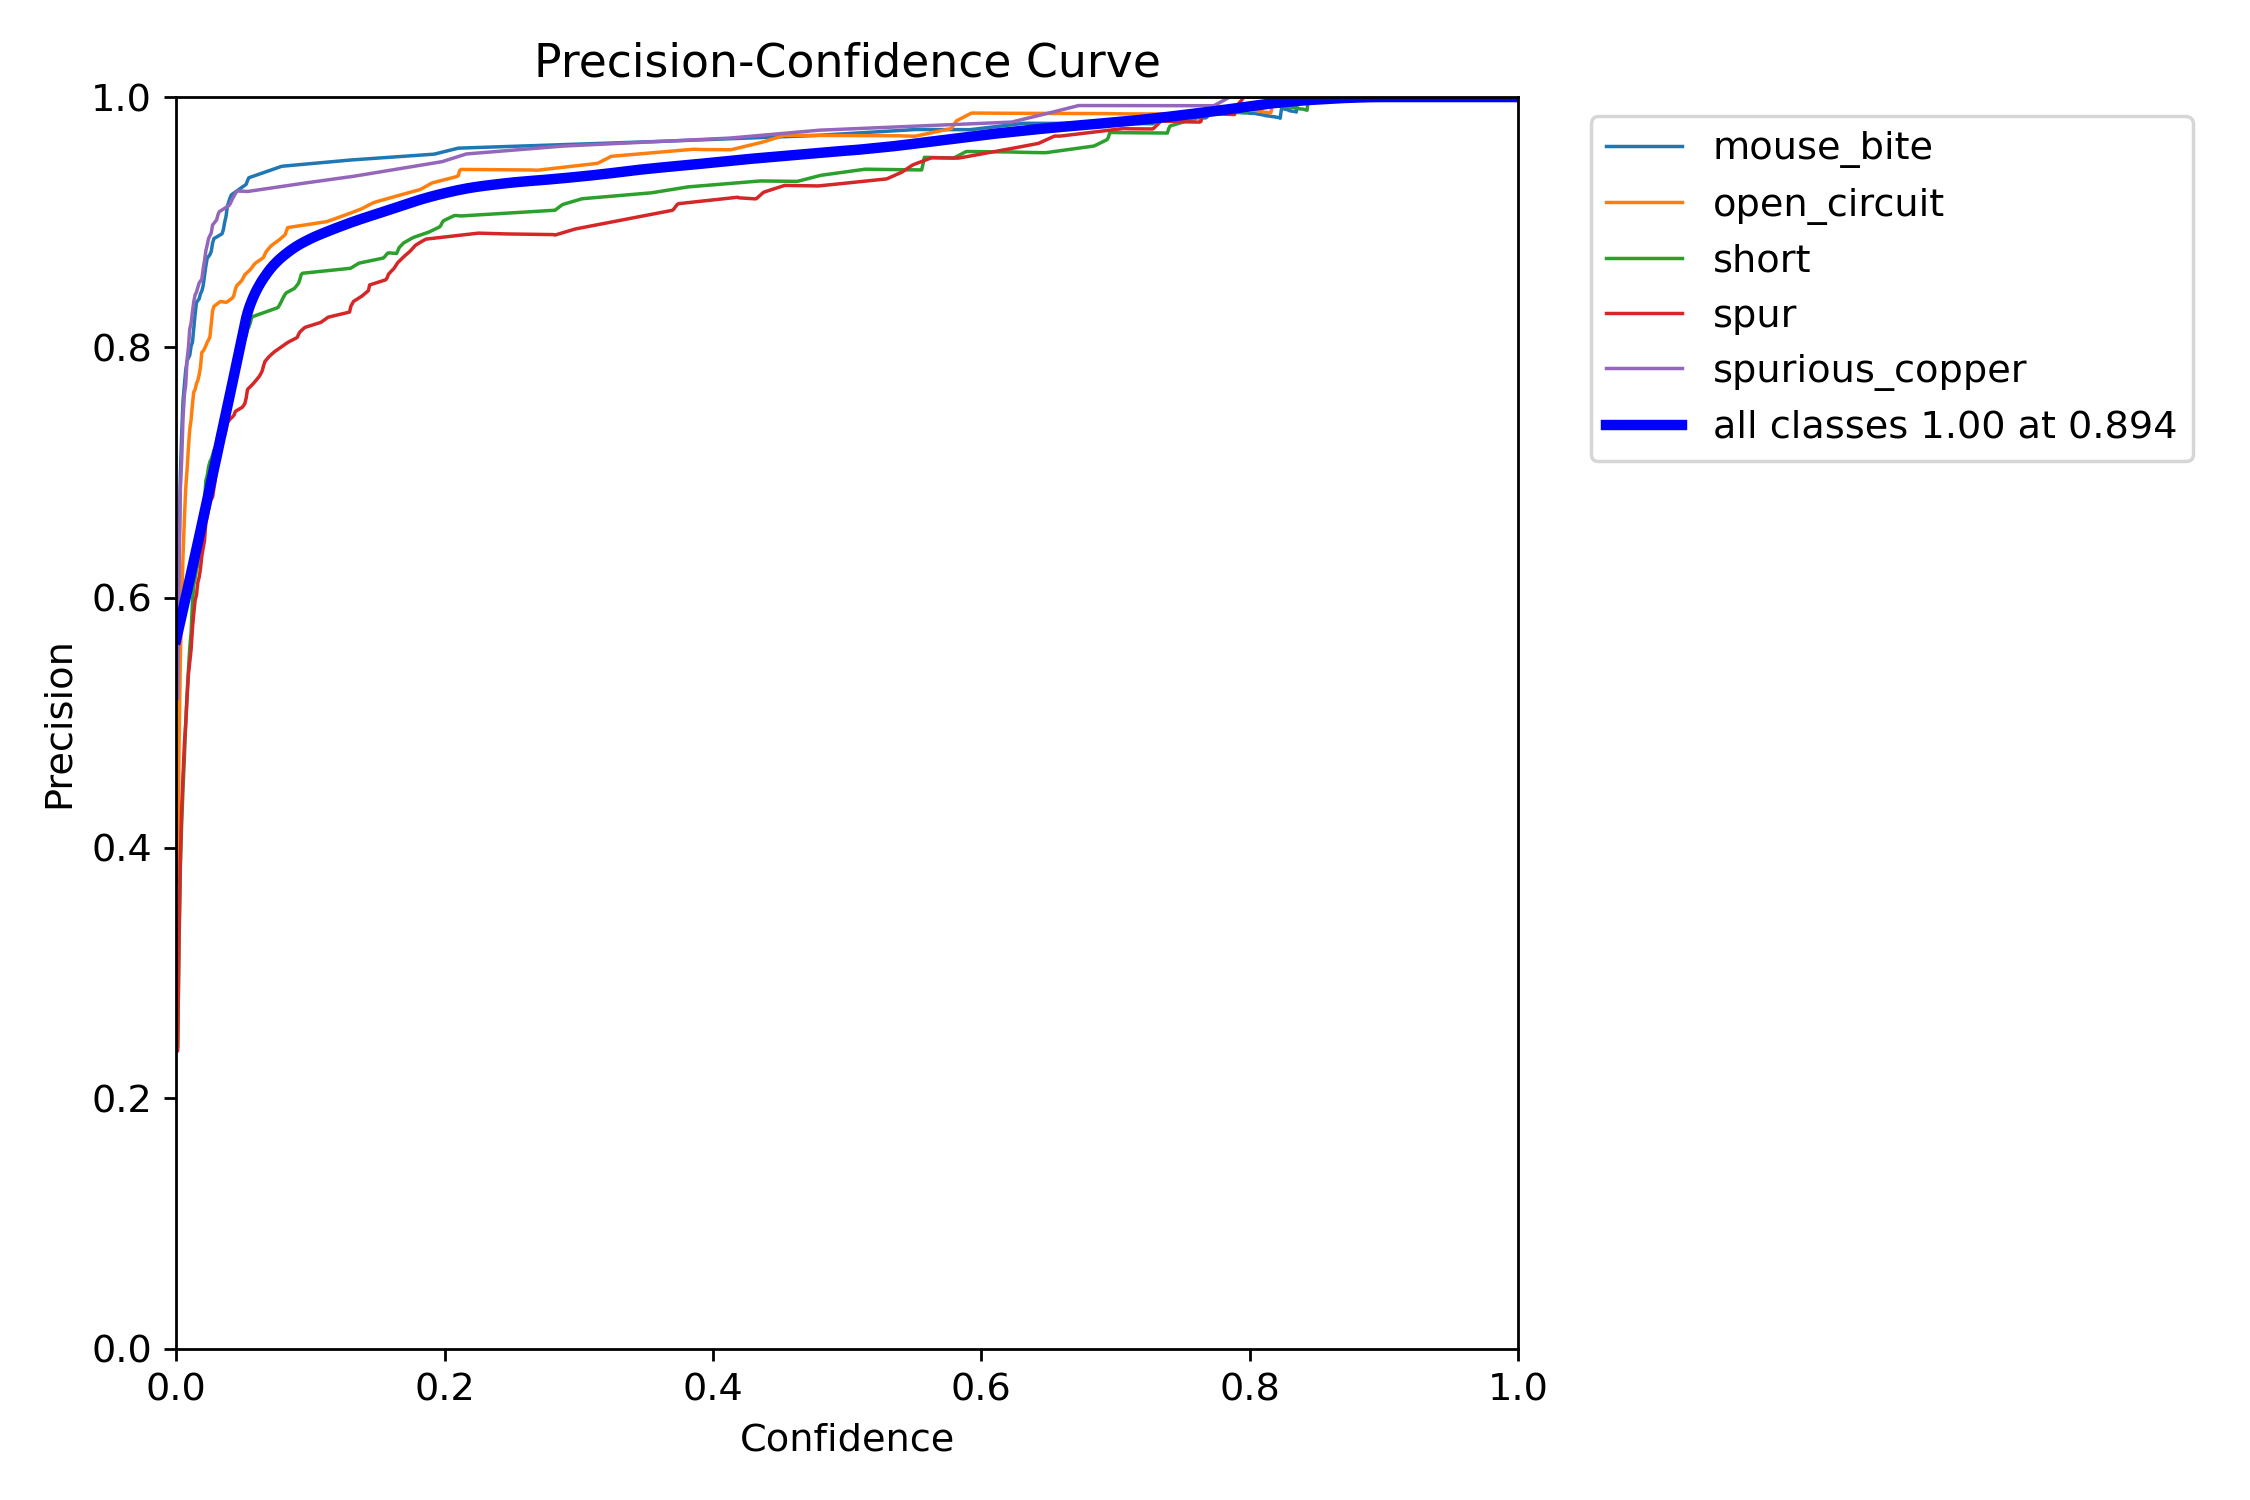 Precision-Confidence Curve
1.0
0.8
0.6
0.4
0.2
0.0
Precision
0.0 0.2 0.4 0.6 0.8 1.0
Confidence
mouse_bite
open_circuit
short
spur
spurious_copper
all classes 1.00 at 0.894